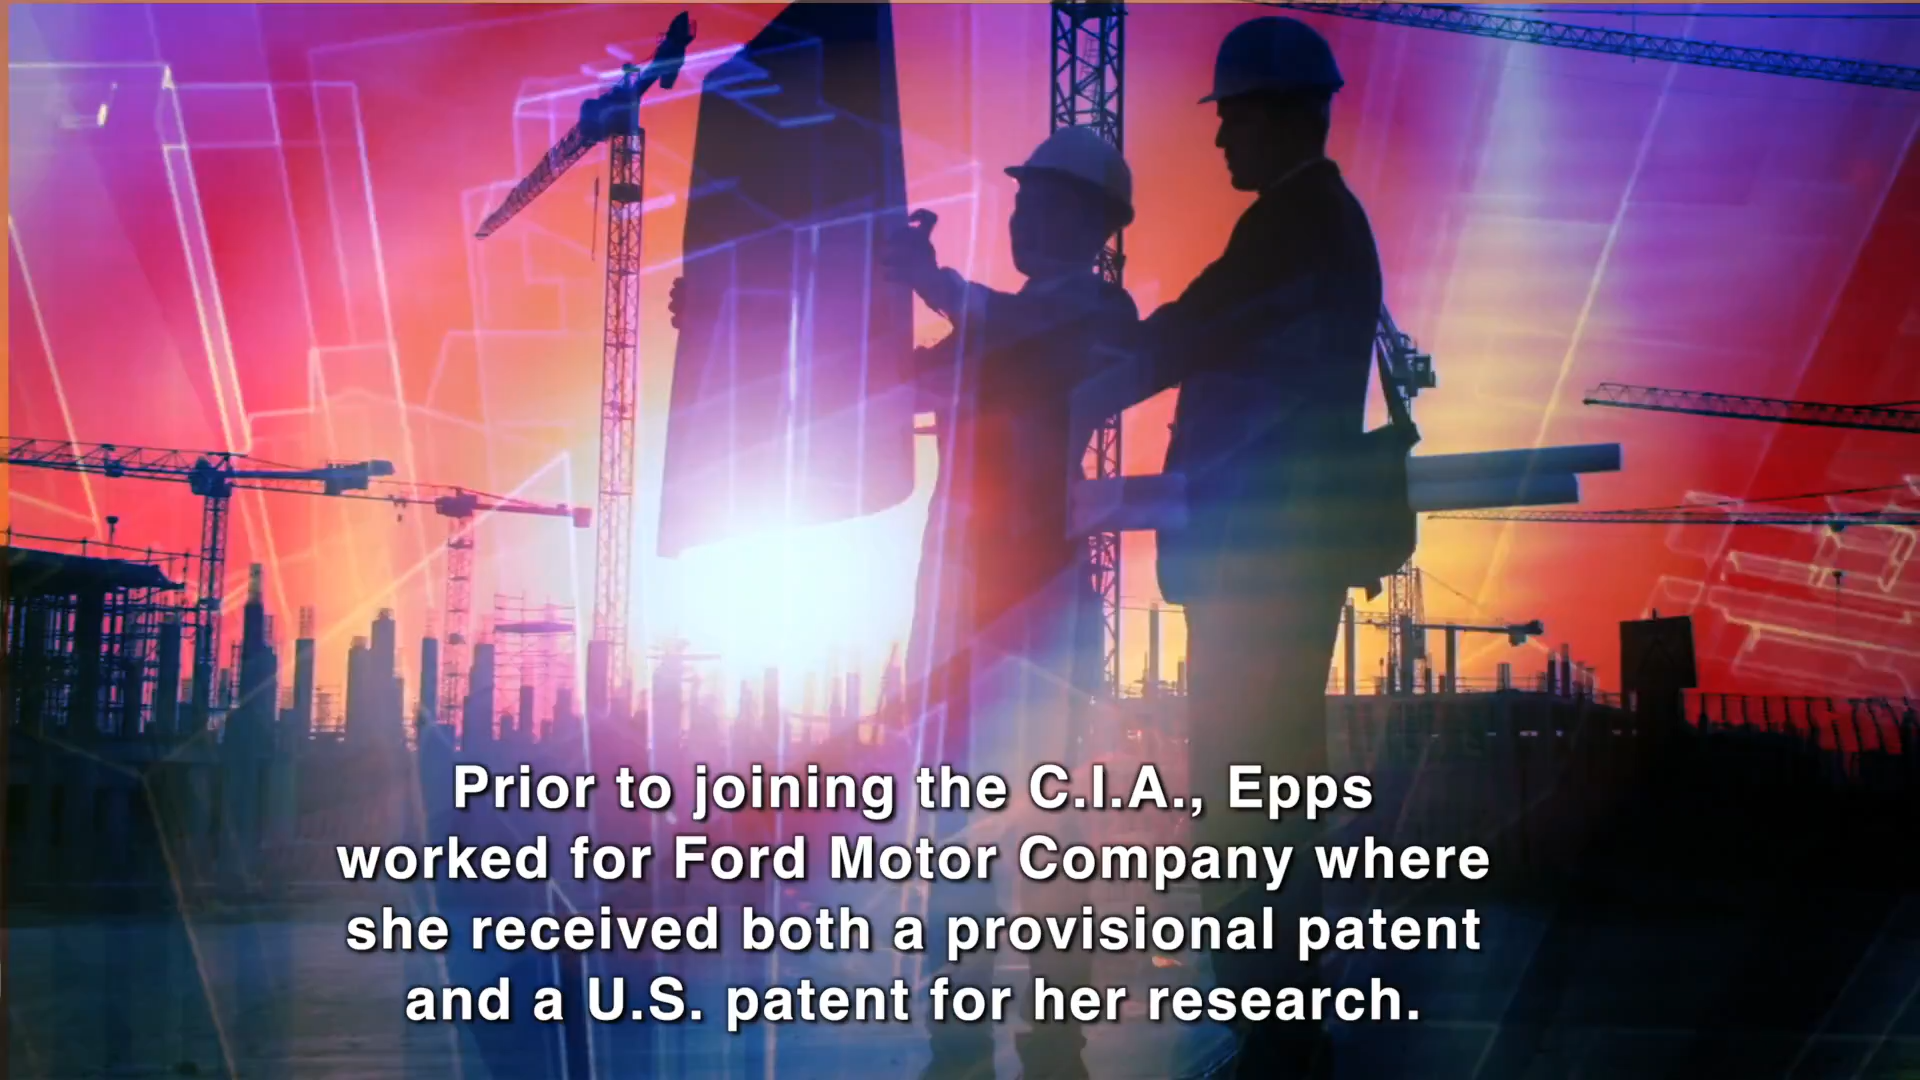 Prior to joining the C.I.A., Epps
worked for Ford Motor Company where
she received both a provisional patent
and a U.S. patent for her research.